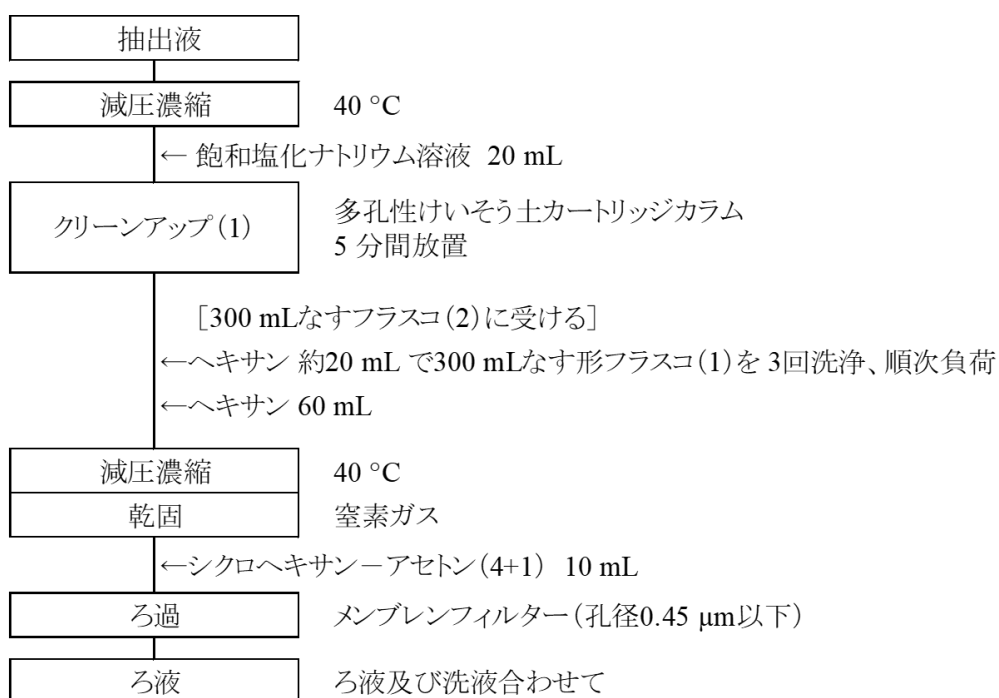 抽出液
減圧濃縮 40 °C
← 飽和塩化ナトリウム溶液 20 mL
クリーンアップ(1) 多孔性けいそう土カートリッジカラム
5 分間放置
[300 mLなすフラスコ(2)に受ける]
←ヘキサン 約20 mL で300 mLなす形フラスコ(1)を 3回洗浄、順次負荷
←ヘキサン 60 mL
減圧濃縮 40 °C
乾固 窒素ガス
←シクロヘキサン－アセトン(4+1) 10 mL
ろ過 メンブレンフィルター(孔径0.45 μm以下)
ろ液 ろ液及び洗液合わせて